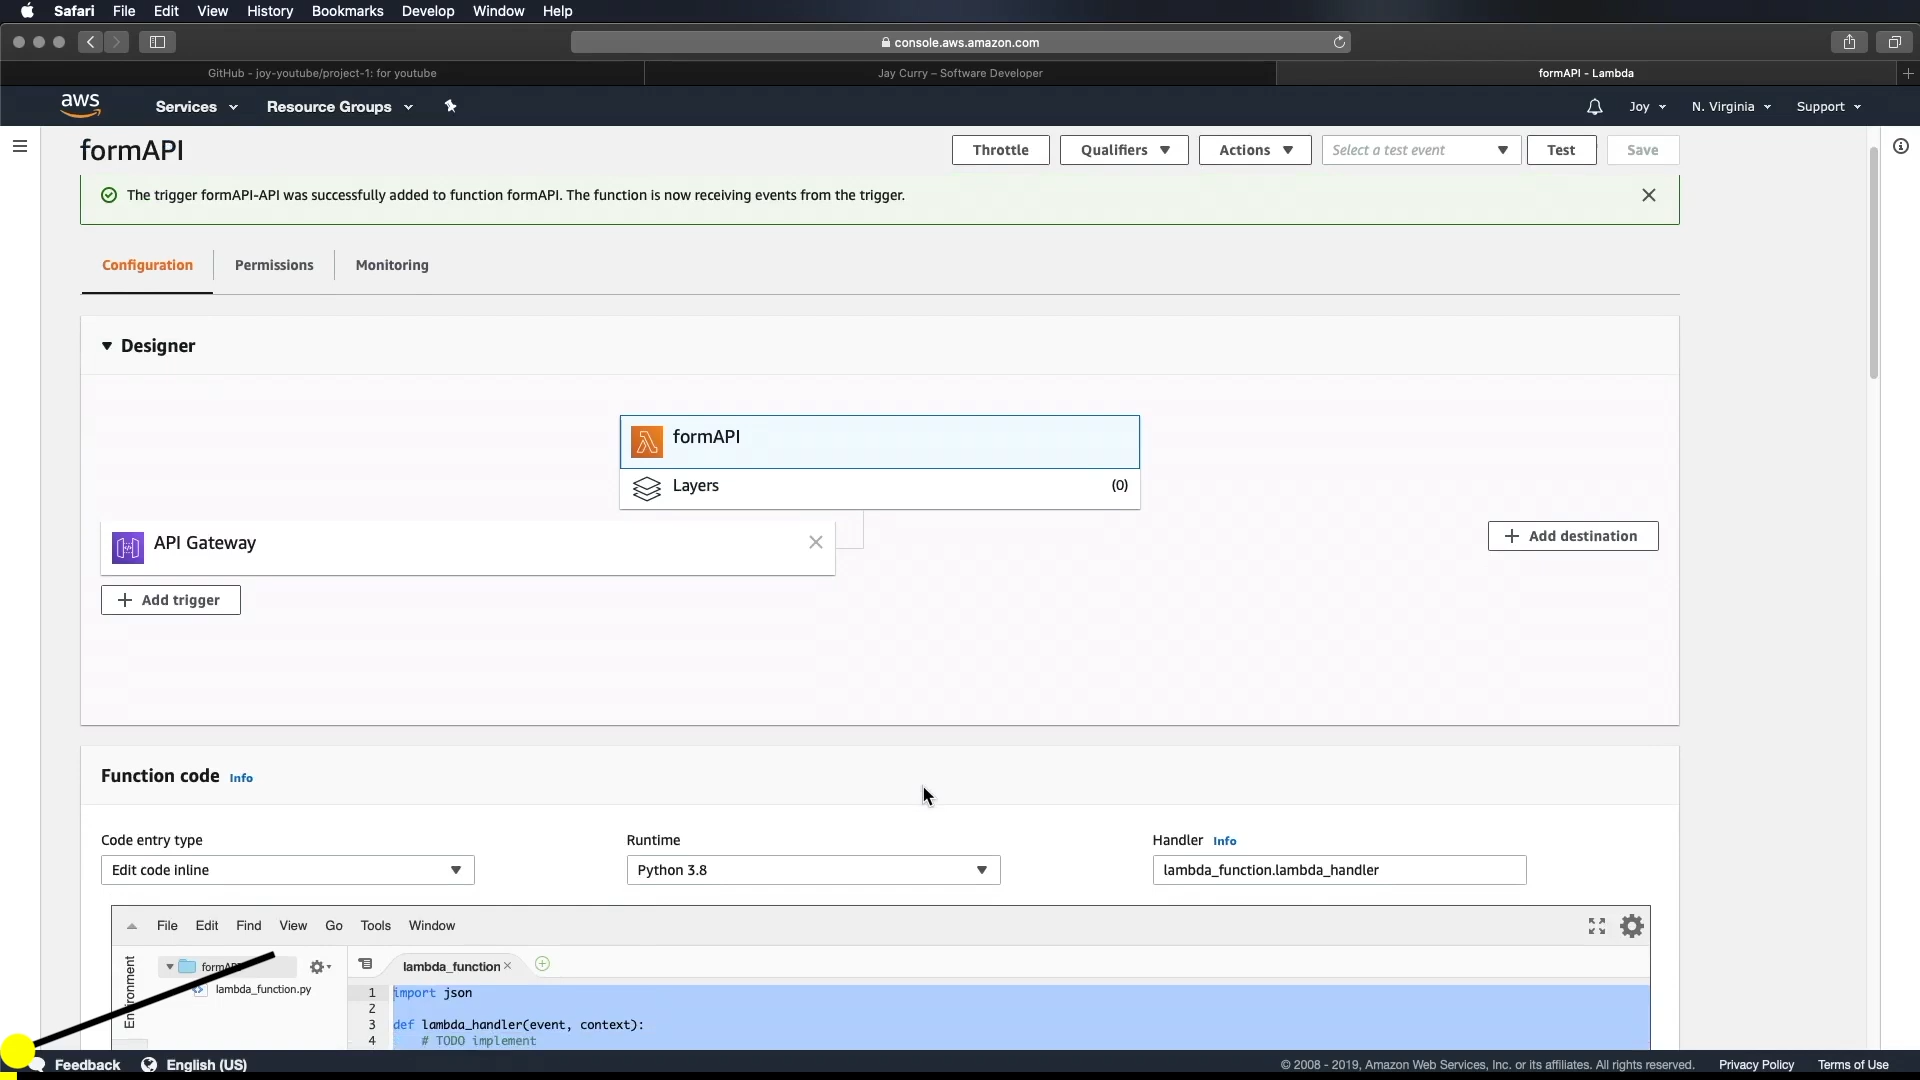 Safari File Edit View History Bookmarks Develop Window Help
console.aws.amazon.com
GitHub - joy-youtube/project-1: for youtube
Jay Curry – Software Developer
formAPI - Lambda
aws Services Resource Groups Joy N. Virginia Support
formAPI
Throttle Qualifiers Actions Select a test event Test Save
The trigger formAPI-API was successfully added to function formAPI. The function is now receiving events from the trigger.
Configuration Permissions Monitoring
Designer
formAPI
Layers (0)
API Gateway
Add destination
Add trigger
Function code Info
Code entry type
Runtime
Handler Info
Edit code inline
Python 3.8
lambda_function.lambda_handler
File Edit Find View Go Tools Window
Environment
formAPI
lambda_function
lambda_function.py
1 import json
2
3 def lambda_handler(event, context):
4 # TODO implement
Feedback English (US)
© 2008 - 2019, Amazon Web Services, Inc. or its affiliates. All rights reserved. Privacy Policy Terms of Use